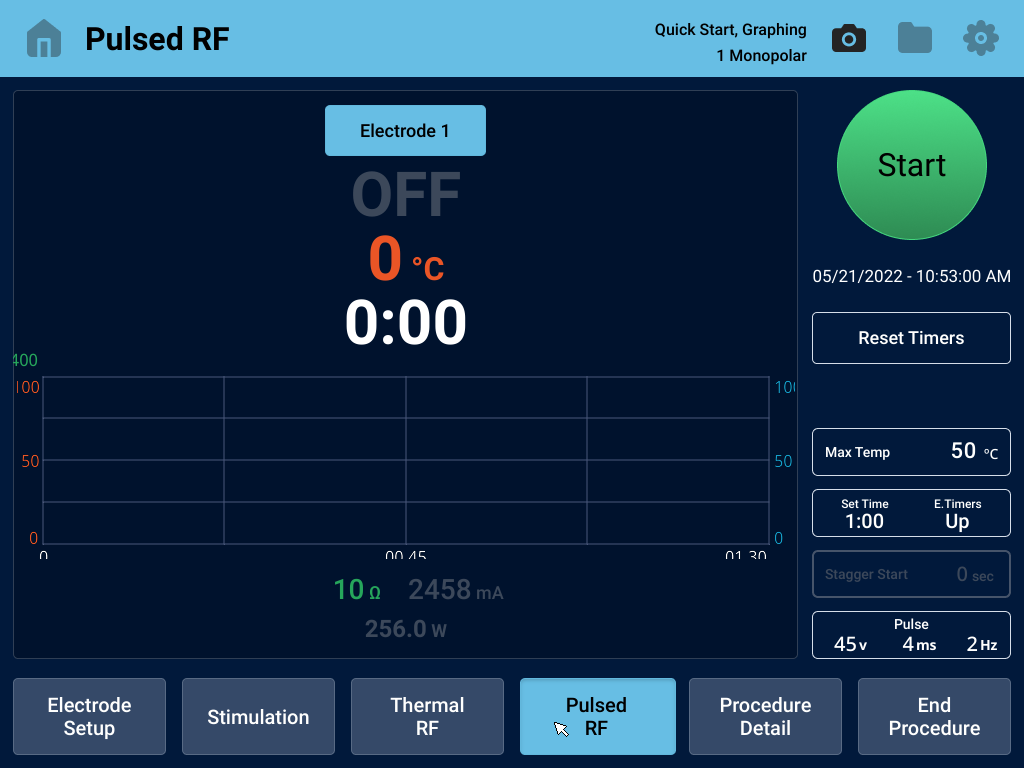 Pulsed RF
Quick Start, Graphing
1 Monopolar
Electrode 1
OFF
0 °C
0:00
Start
05/21/2022 - 10:53:00 AM
Reset Timers
400
100
50
0
100
50
0
0
00.45
01.30
10 Ω 2458 mA
256.0 W
Max Temp 50 °C
Set Time E.Timers
1:00 Up
Stagger Start 0 sec
Pulse
45 v 4 ms 2 Hz
Electrode
Setup
Stimulation
Thermal
RF
Pulsed
RF
Procedure
Detail
End
Procedure